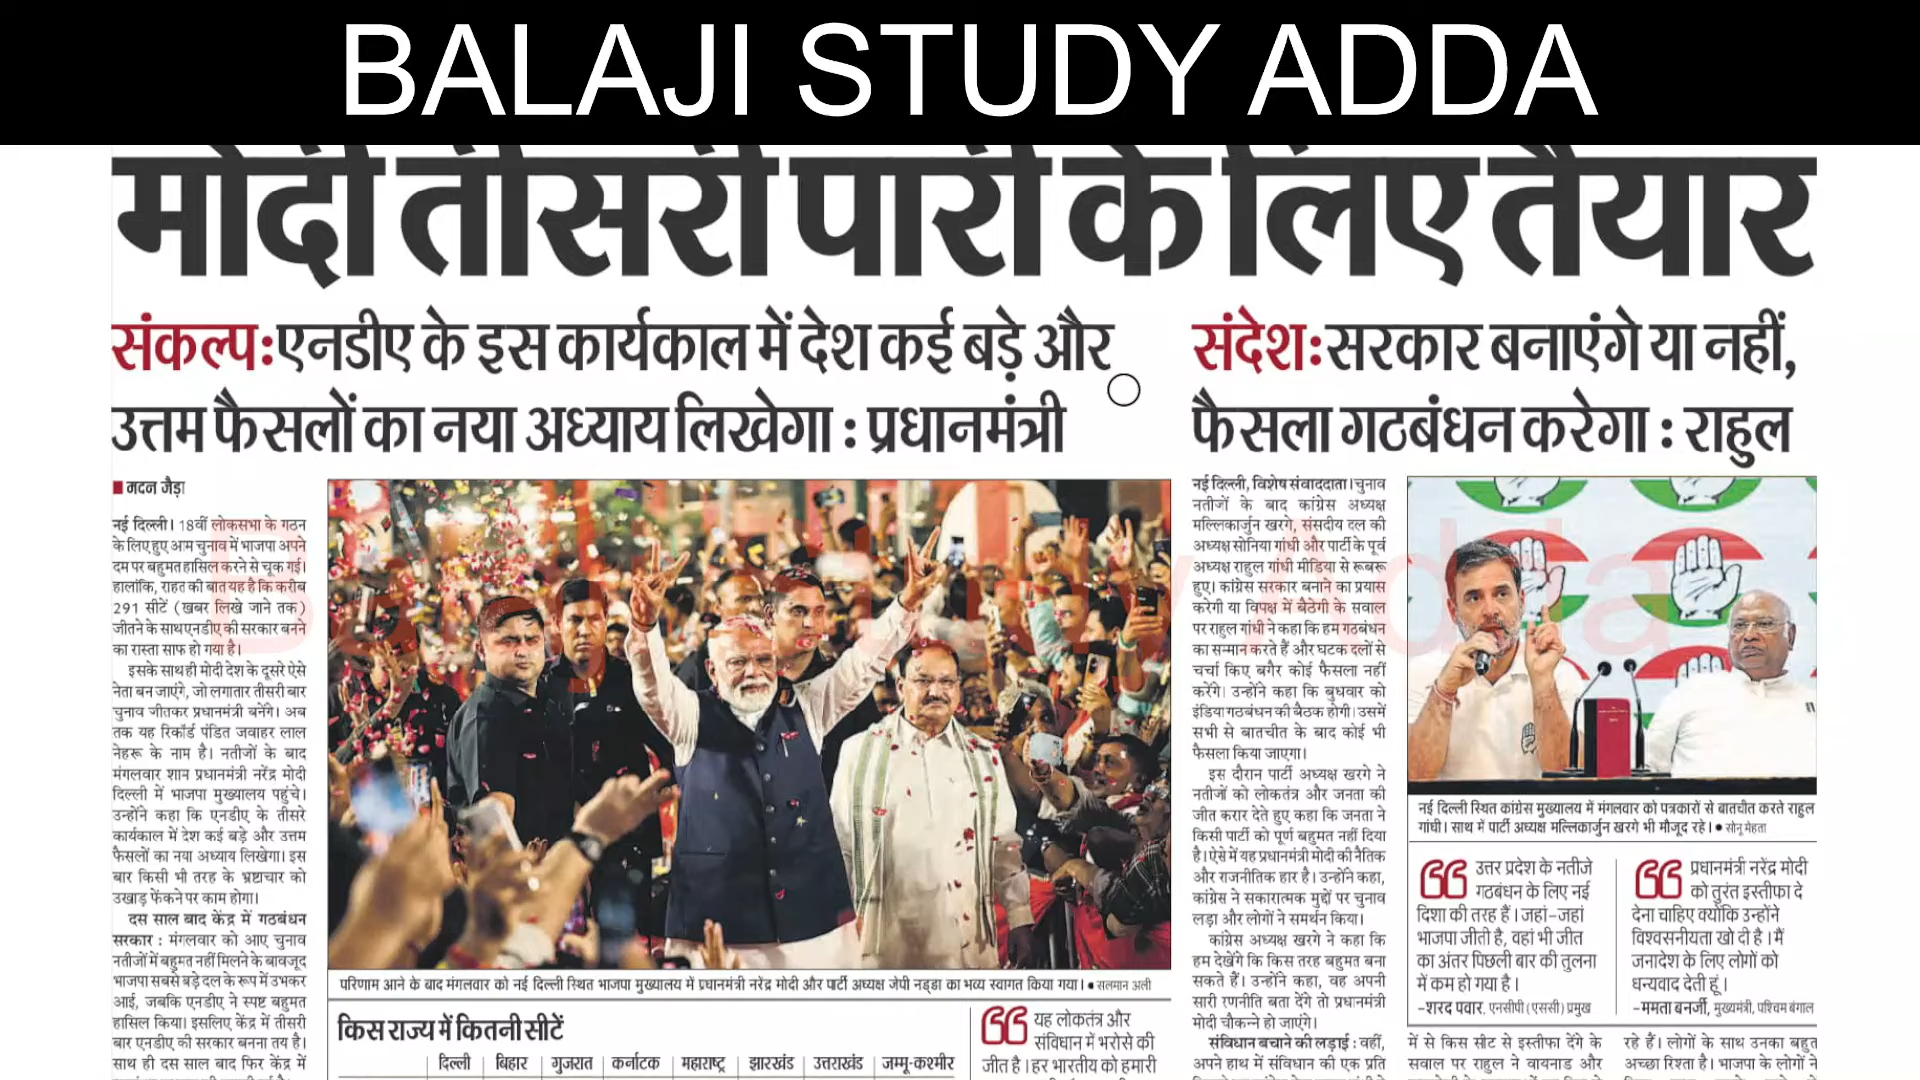 BALAJI STUDY ADDA
मोदी तीसरी पारी के लिए तैयार
संकल्प:एनडीए के इस कार्यकाल में देश कई बड़े और
उत्तम फैसलों का नया अध्याय लिखेगा : प्रधानमंत्री
■ मदन जैड़ा
नई दिल्ली। 18वीं लोकसभा के गठन
के लिए हुए आम चुनाव में भाजपा अपने
दम पर बहुमत हासिल करने से चूक गई।
हालांकि, राहत की बात यह है कि करीब
291 सीटें (खबर लिखे जाने तक)
जीतने के साथ एनडीए की सरकार बनने
का रास्ता साफ हो गया है।
इसके साथ ही मोदी देश के दूसरे ऐसे
नेता बन जाएंगे, जो लगातार तीसरी बार
चुनाव जीतकर प्रधानमंत्री बनेंगे। अब
तक यह रिकॉर्ड पंडित जवाहर लाल
नेहरू के नाम है। नतीजों के बाद
मंगलवार शाम प्रधानमंत्री नरेंद्र मोदी
दिल्ली में भाजपा मुख्यालय पहुंचे।
उन्होंने कहा कि एनडीए के तीसरे
कार्यकाल में देश कई बड़े और उत्तम
फैसलों का नया अध्याय लिखेगा। इस
बार किसी भी तरह के भ्रष्टाचार को
उखाड़ फेंकने पर काम होगा।
दस साल बाद केंद्र में गठबंधन
सरकार : मंगलवार को आए चुनाव
नतीजों में बहुमत नहीं मिलने के बावजूद
भाजपा सबसे बड़े दल के रूप में उभकर
आई, जबकि एनडीए ने स्पष्ट बहुमत
हासिल किया। इसलिए केंद्र में तीसरी
बार एनडीए की सरकार बनना तय है।
साथ ही दस साल बाद फिर केंद्र में
परिणाम आने के बाद मंगलवार को नई दिल्ली स्थित भाजपा मुख्यालय में प्रधानमंत्री नरेंद्र मोदी और पार्टी अध्यक्ष जेपी नड्डा का भव्य स्वागत किया गया। ● सलमान अली
किस राज्य में कितनी सीटें
दिल्ली | बिहार | गुजरात | कर्नाटक | महाराष्ट्र | झारखंड | उत्तराखंड | जम्मू-कश्मीर
यह लोकतंत्र और
संविधान में भरोसे की
जीत है। हर भारतीय को हमारी
संदेश:सरकार बनाएंगे या नहीं,
फैसला गठबंधन करेगा : राहुल
नई दिल्ली, विशेष संवाददाता। चुनाव
नतीजों के बाद कांग्रेस अध्यक्ष
मल्लिकार्जुन खरगे, संसदीय दल की
अध्यक्ष सोनिया गांधी और पार्टी के पूर्व
अध्यक्ष राहुल गांधी मीडिया से रूबरू
हुए। कांग्रेस सरकार बनाने का प्रयास
करेगी या विपक्ष में बैठेगी के सवाल
पर राहुल गांधी ने कहा कि हम गठबंधन
का सम्मान करते हैं और घटक दलों से
चर्चा किए बगैर कोई फैसला नहीं
करेंगे। उन्होंने कहा कि बुधवार को
इंडिया गठबंधन की बैठक होगी। उसमें
सभी से बातचीत के बाद कोई भी
फैसला किया जाएगा।
इस दौरान पार्टी अध्यक्ष खरगे ने
नतीजों को लोकतंत्र और जनता की
जीत करार देते हुए कहा कि जनता ने
किसी पार्टी को पूर्ण बहुमत नहीं दिया
है। ऐसे में यह प्रधानमंत्री मोदी की नैतिक
और राजनीतिक हार है। उन्होंने कहा,
कांग्रेस ने सकारात्मक मुद्दों पर चुनाव
लड़ा और लोगों ने समर्थन किया।
कांग्रेस अध्यक्ष खरगे ने कहा कि
हम देखेंगे कि किस तरह बहुमत बना
सकते हैं। उन्होंने कहा, वह अपनी
सारी रणनीति बता देंगे तो प्रधानमंत्री
मोदी चौकन्ने हो जाएंगे।
संविधान बचाने की लड़ाई : वहीं,
अपने हाथ में संविधान की एक प्रति
नई दिल्ली स्थित कांग्रेस मुख्यालय में मंगलवार को पत्रकारों से बातचीत करते राहुल
गांधी। साथ में पार्टी अध्यक्ष मल्लिकार्जुन खरगे भी मौजूद रहे। ● सोनू मेहता
उत्तर प्रदेश के नतीजे
गठबंधन के लिए नई
दिशा की तरह हैं। जहां-जहां
भाजपा जीती है, वहां भी जीत
का अंतर पिछली बार की तुलना
में कम हो गया है।
-शरद पवार, एनसीपी (एससी) प्रमुख
प्रधानमंत्री नरेंद्र मोदी
को तुरंत इस्तीफा दे
देना चाहिए क्योंकि उन्होंने
विश्वसनीयता खो दी है। मैं
जनादेश के लिए लोगों को
धन्यवाद देती हूं।
-ममता बनर्जी, मुख्यमंत्री, पश्चिम बंगाल
में से किस सीट से इस्तीफा देंगे के
सवाल पर राहुल ने वायनाड और
रहे हैं। लोगों के साथ उनका बहुत
अच्छा रिश्ता है। भाजपा के लोगों ने
Balaji Study Adda